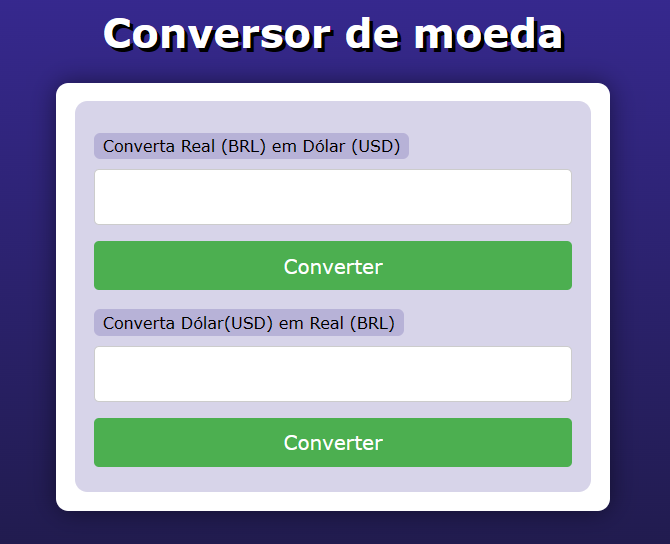 Conversor de moeda
Converta Real (BRL) em Dólar (USD)
Converter
Converta Dólar(USD) em Real (BRL)
Converter